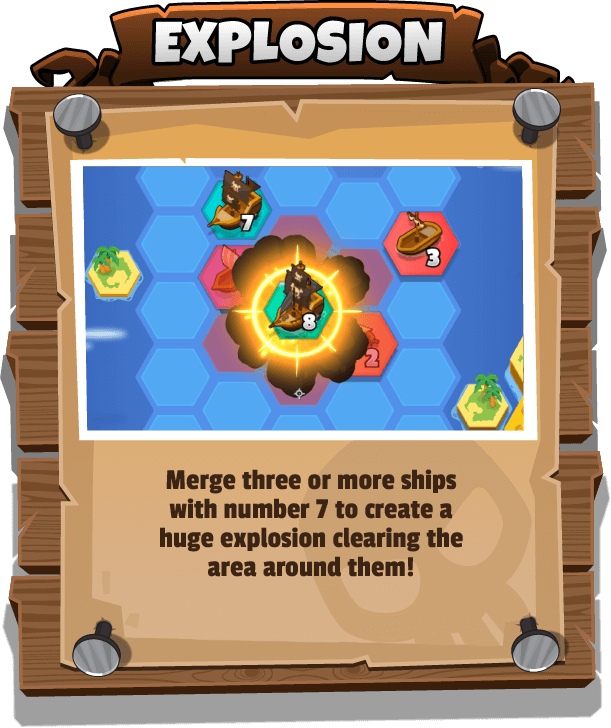 EXPLOSION
7
3
8
2
Merge three or more ships
with number 7 to create a
huge explosion clearing the
area around them!